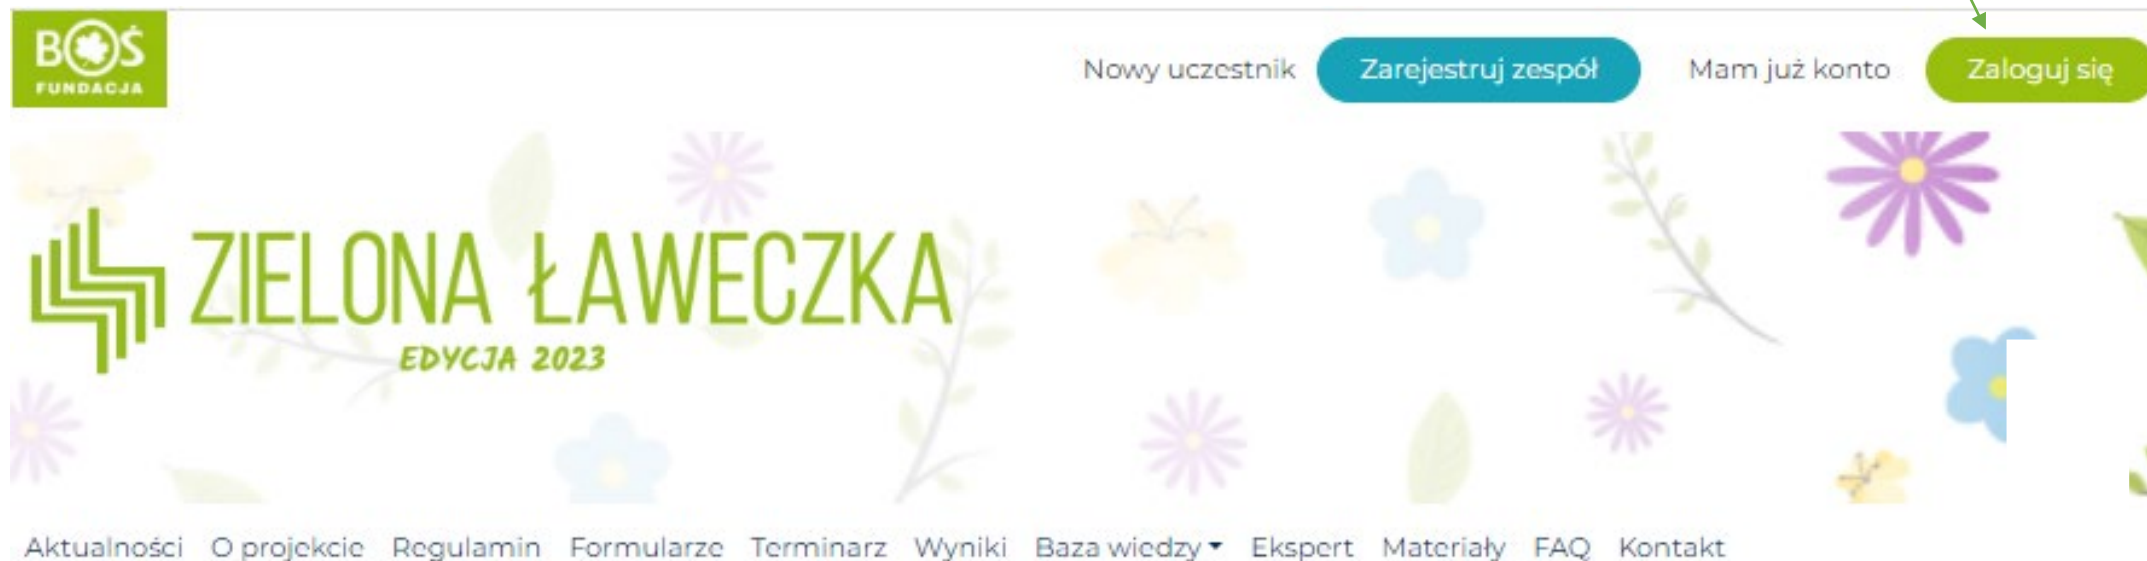 BOŚ
FUNDACJA
Nowy uczestnik Zarejestruj zespół Mam już konto Zaloguj się
ZIELONA ŁAWECZKA
EDYCJA 2023
Aktualności O projekcie Regulamin Formularze Terminarz Wyniki Baza wiedzy Ekspert Materiały FAQ Kontakt